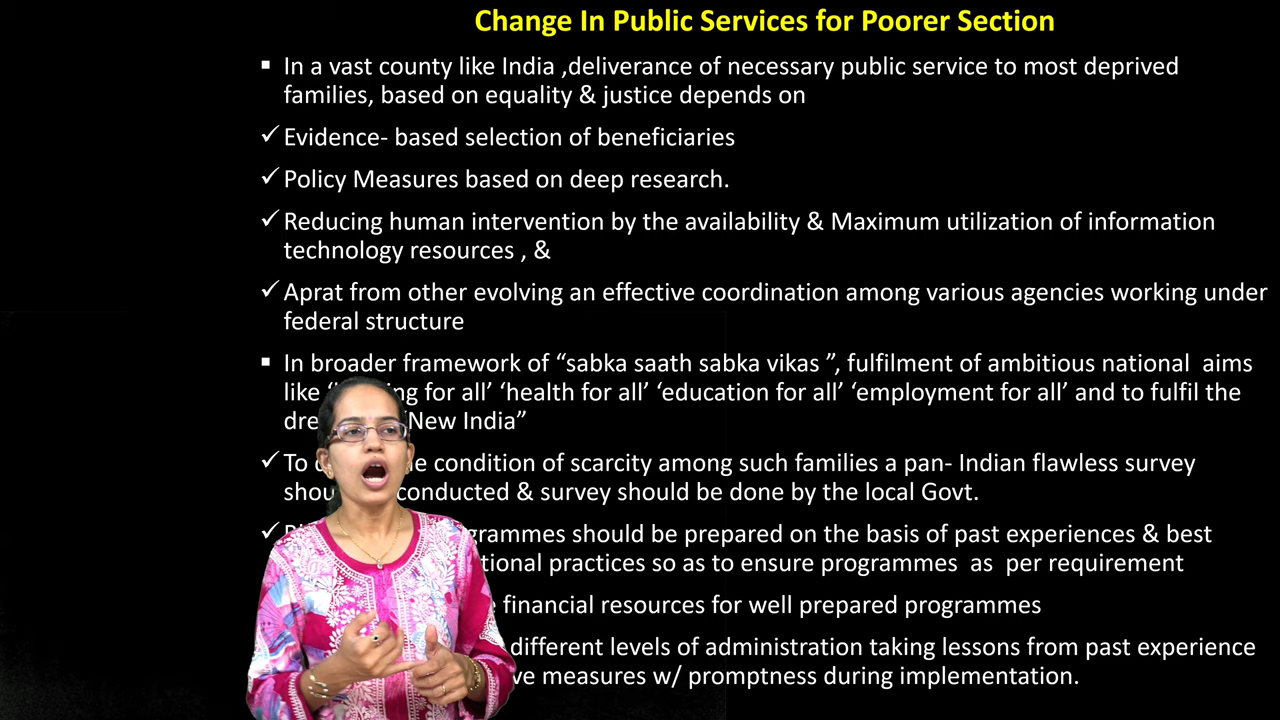 Change In Public Services for Poorer Section
▪ In a vast county like India ,deliverance of necessary public service to most deprived
families, based on equality & justice depends on
✓ Evidence- based selection of beneficiaries
✓ Policy Measures based on deep research.
✓ Reducing human intervention by the availability & Maximum utilization of information
technology resources , &
✓ Aprat from other evolving an effective coordination among various agencies working under
federal structure
▪ In broader framework of “sabka saath sabka vikas ”, fulfilment of ambitious national aims
like for all’ ‘health for all’ ‘education for all’ ‘employment for all’ and to fulfil the
New India”
✓ To condition of scarcity among such families a pan- Indian flawless survey
conducted & survey should be done by the local Govt.
✓ should be prepared on the basis of past experiences & best
practices so as to ensure programmes as per requirement
financial resources for well prepared programmes
different levels of administration taking lessons from past experience
measures w/ promptness during implementation.